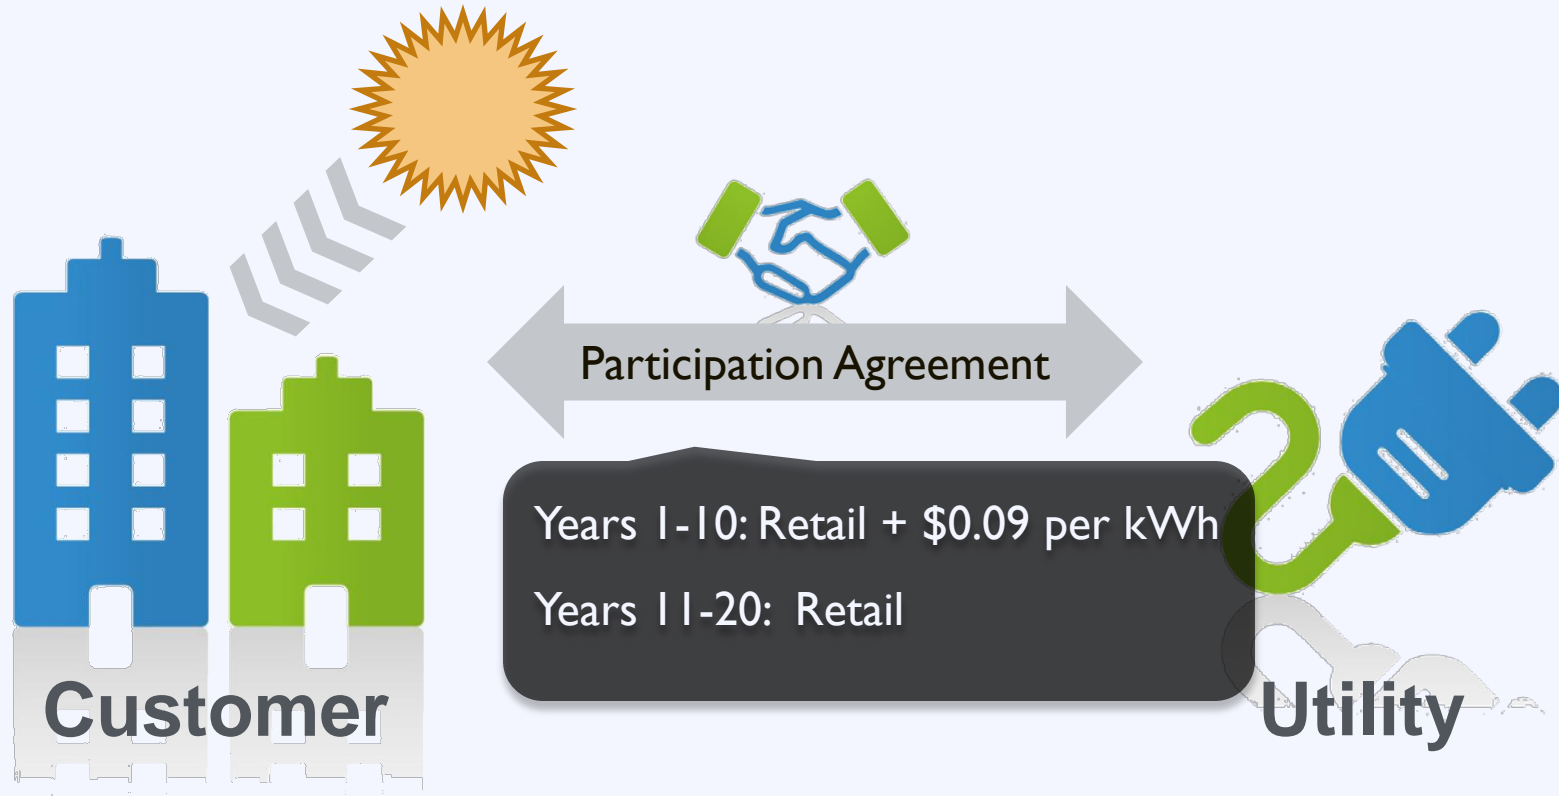 Participation Agreement
Years 1-10: Retail + $0.09 per kWh
Years 11-20: Retail
Customer
Utility